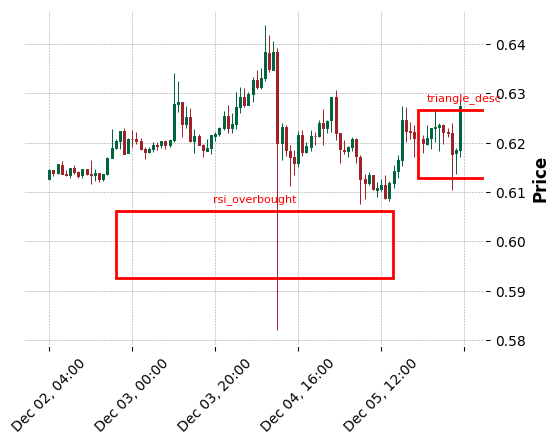 0.64
0.63
triangle_desc
0.62
0.61
rsi_overbought
0.60
0.59
0.58
Price
Dec 02, 04:00
Dec 03, 00:00
Dec 03, 20:00
Dec 04, 16:00
Dec 05, 12:00